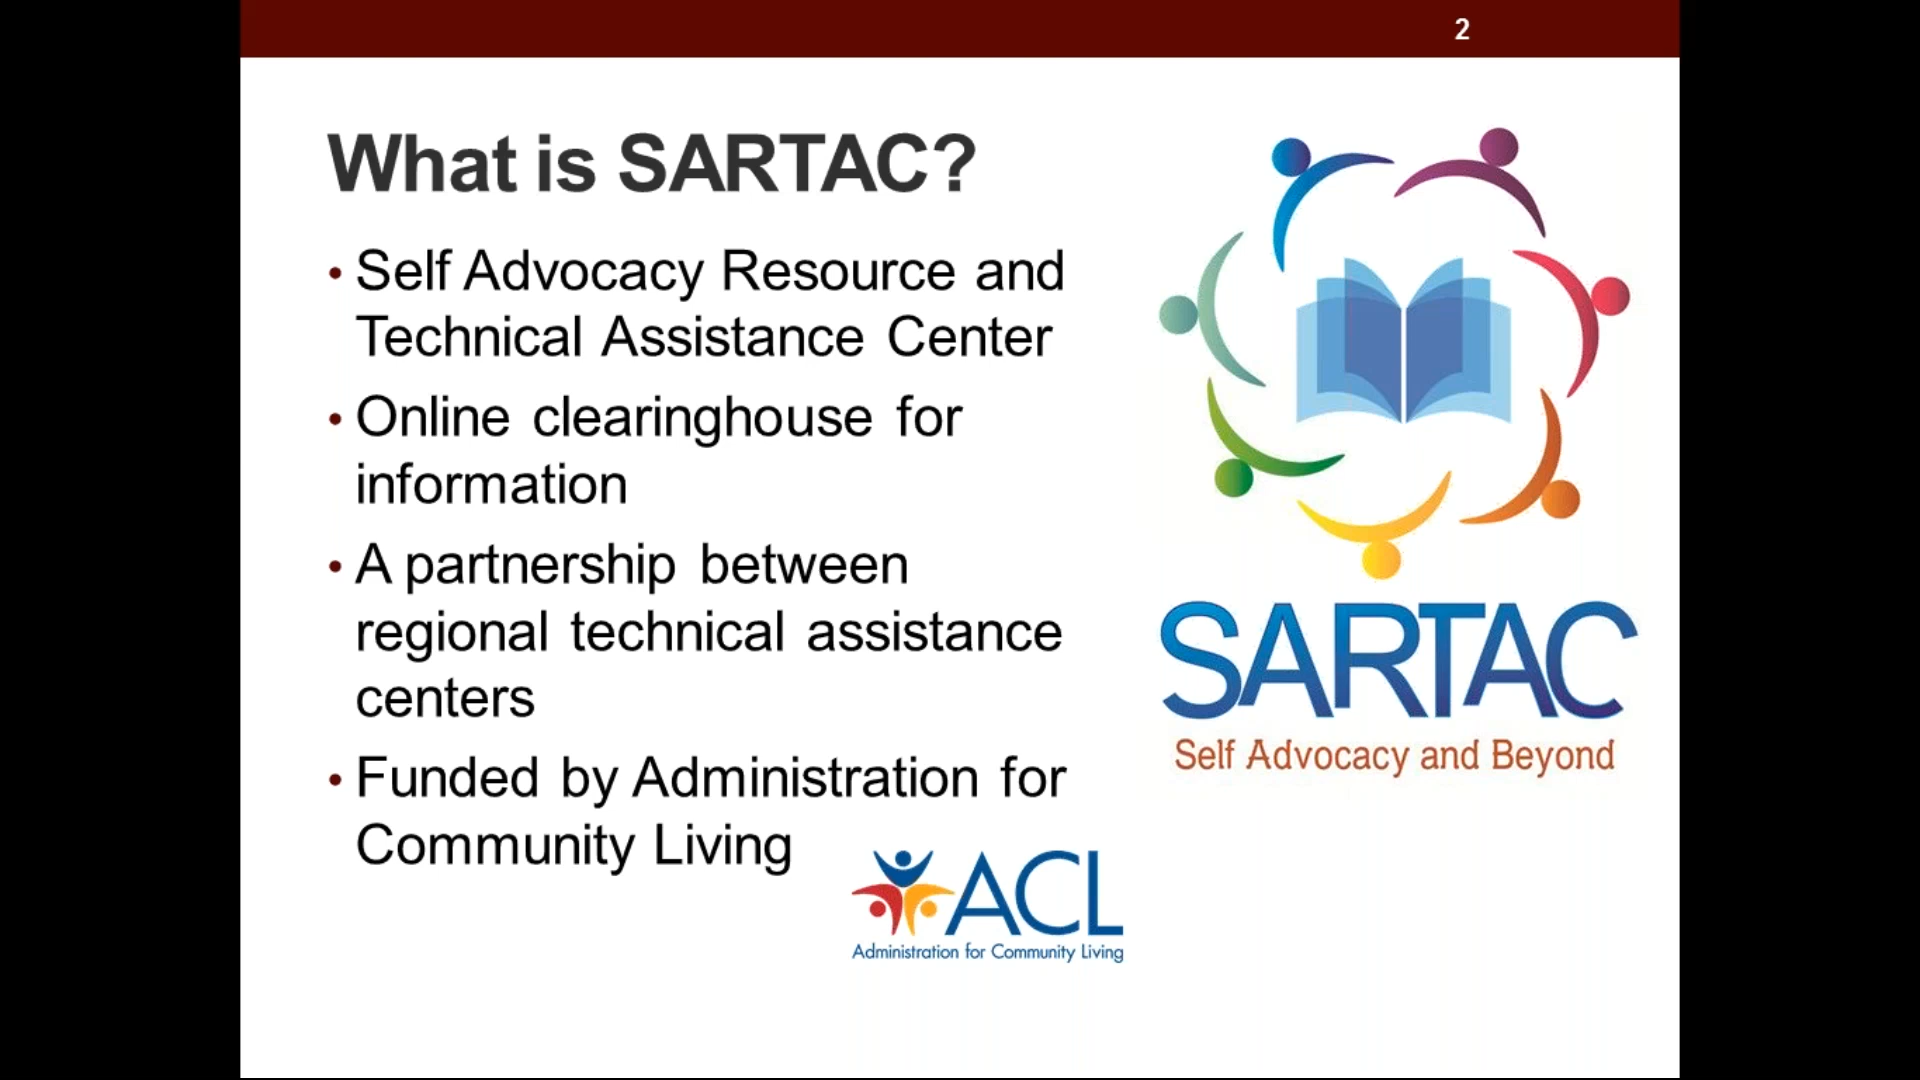 2
What is SARTAC?
• Self Advocacy Resource and
Technical Assistance Center
• Online clearinghouse for
information
• A partnership between
regional technical assistance
centers
• Funded by Administration for
Community Living
ACL
Administration for Community Living
SARTAC
Self Advocacy and Beyond